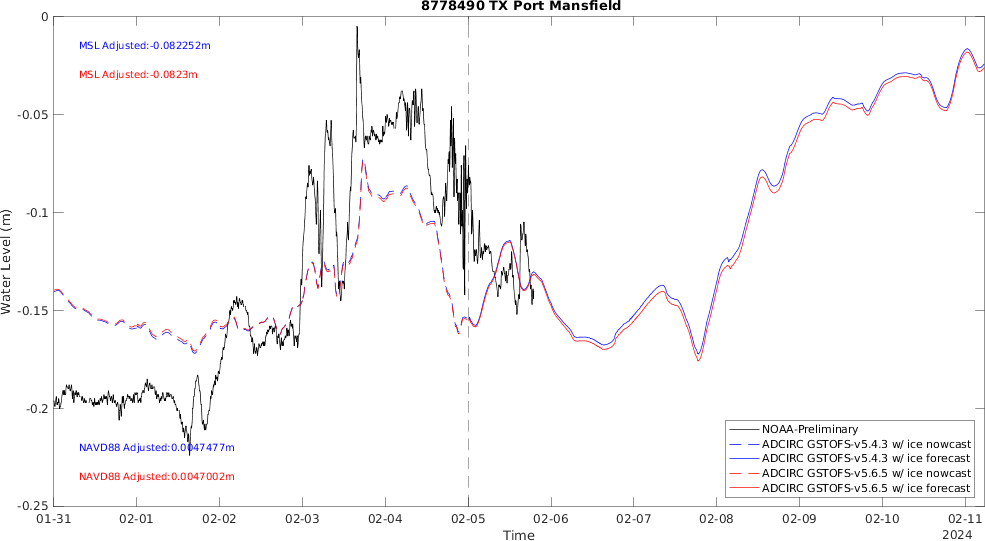 8778490 TX Port Mansfield
MSL Adjusted:-0.082252m
MSL Adjusted:-0.0823m
NAVD88 Adjusted:0.0047477m
NAVD88 Adjusted:0.0047002m
Water Level (m)
0
-0.05
-0.1
-0.15
-0.2
-0.25
NOAA-Preliminary
ADCIRC GSTOFS-v5.4.3 w/ ice nowcast
ADCIRC GSTOFS-v5.4.3 w/ ice forecast
ADCIRC GSTOFS-v5.6.5 w/ ice nowcast
ADCIRC GSTOFS-v5.6.5 w/ ice forecast
01-31 02-01 02-02 02-03 02-04 02-05 02-06 02-07 02-08 02-09 02-10 02-11
Time
2024